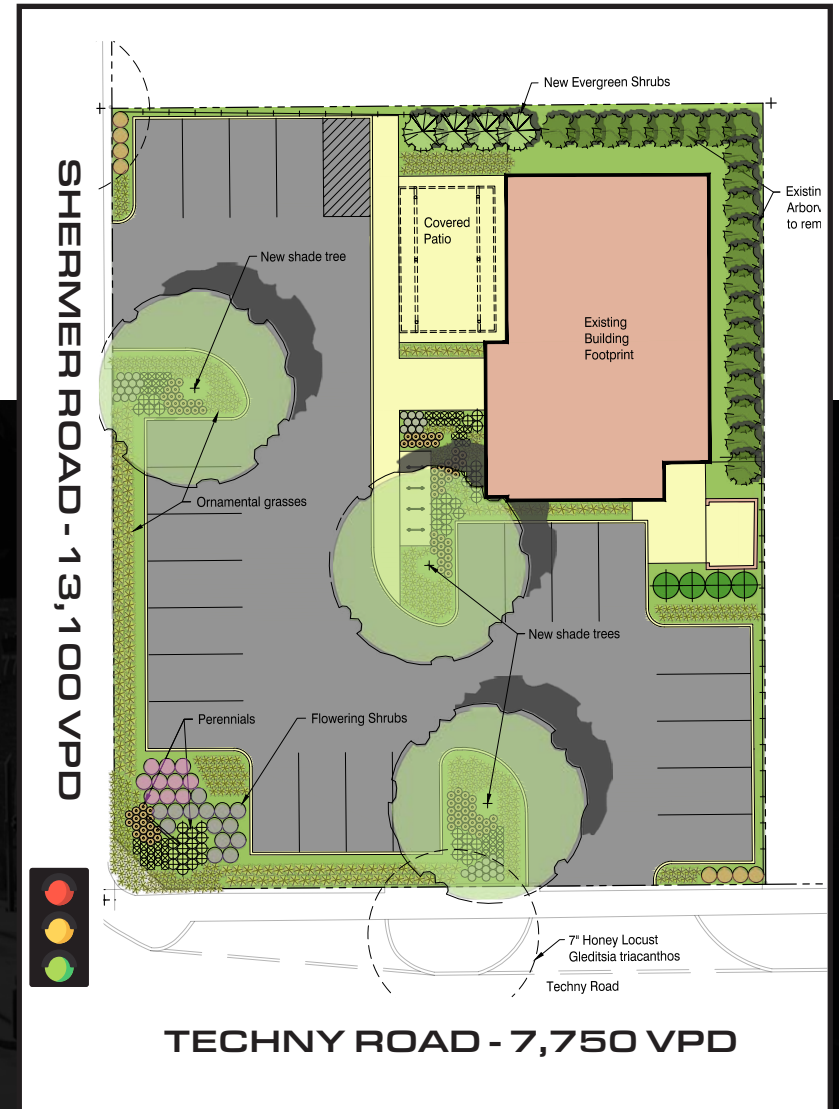 New Evergreen Shrubs
Existin
Arborv
to rem
Covered
Patio
New shade tree
Existing
Building
Footprint
Ornamental grasses
New shade trees
Perennials
Flowering Shrubs
7" Honey Locust
Gleditsia triacanthos
Techny Road
SHERMER ROAD - 13,100 VPD
TECHNY ROAD - 7,750 VPD